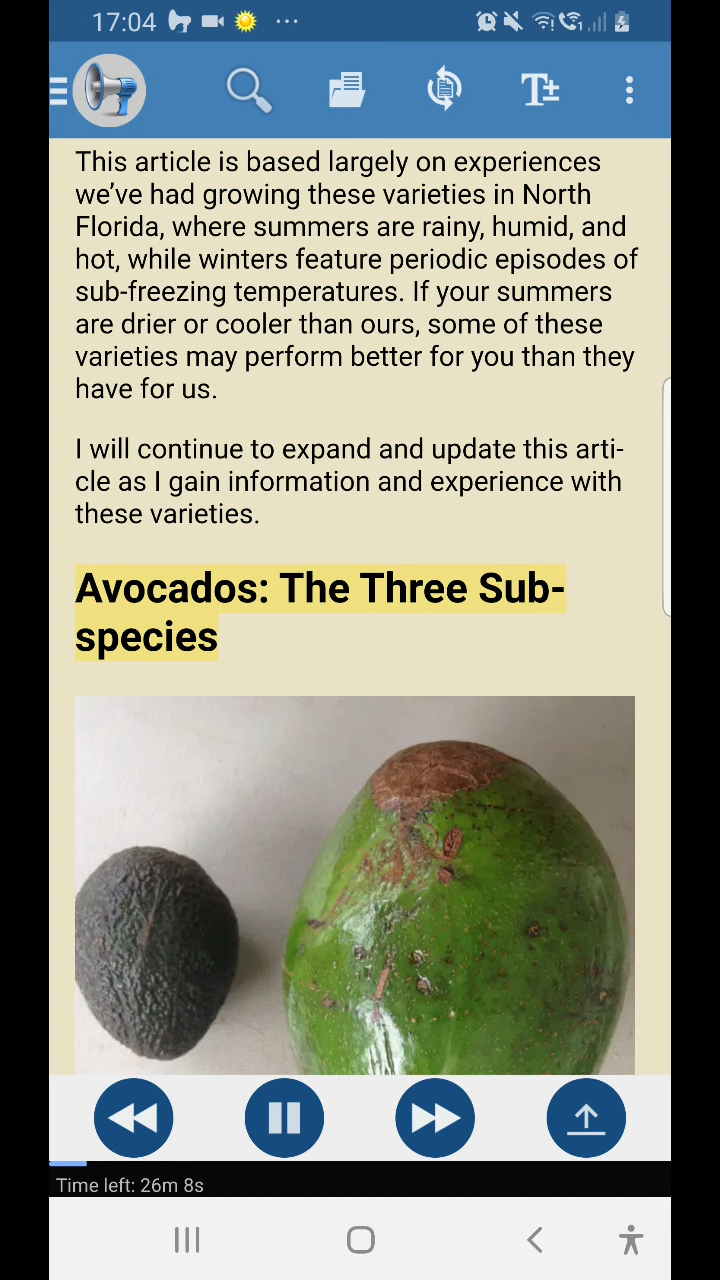 17:04
This article is based largely on experiences
we’ve had growing these varieties in North
Florida, where summers are rainy, humid, and
hot, while winters feature periodic episodes of
sub-freezing temperatures. If your summers
are drier or cooler than ours, some of these
varieties may perform better for you than they
have for us.
I will continue to expand and update this arti-
cle as I gain information and experience with
these varieties.
Avocados: The Three Sub-
species
Time left: 26m 8s